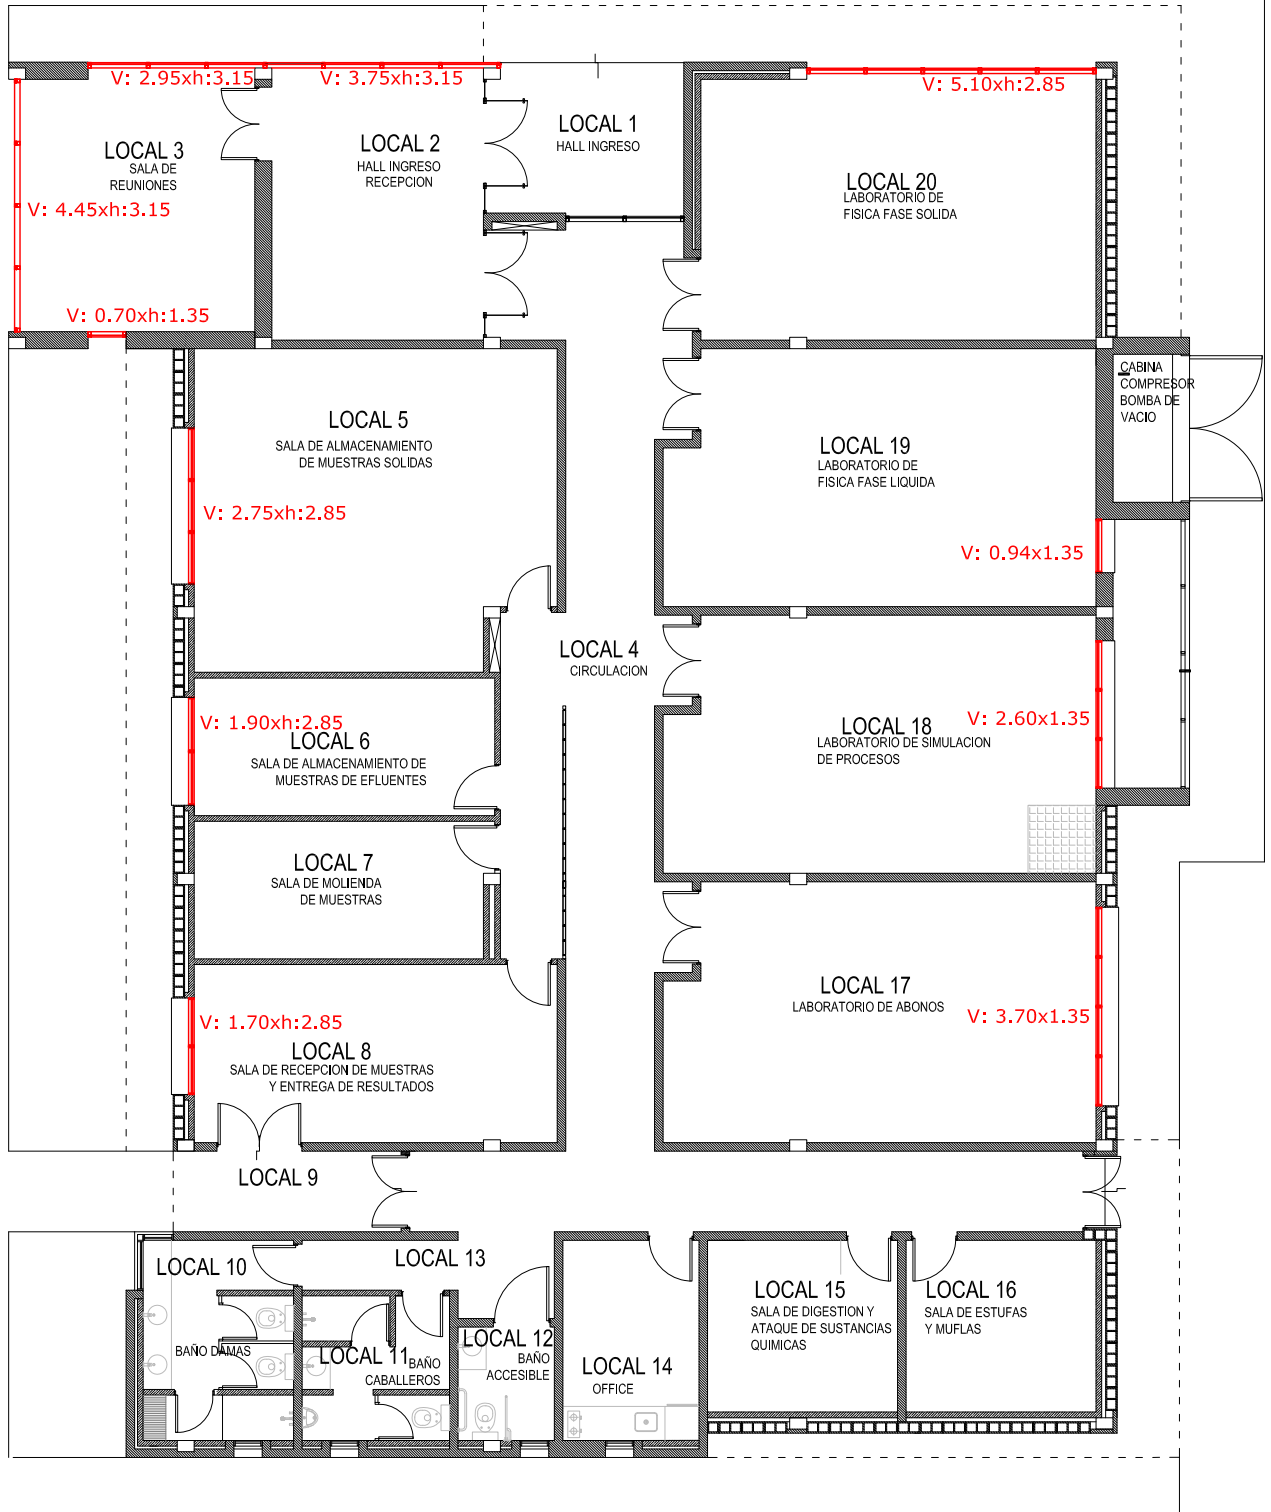 V: 2.95xh:3.15
V: 3.75xh:3.15
V: 5.10xh:2.85
LOCAL 1
HALL INGRESO
LOCAL 2
HALL INGRESO
RECEPCION
LOCAL 3
SALA DE
REUNIONES
V: 4.45xh:3.15
V: 0.70xh:1.35
LOCAL 20
LABORATORIO DE
FISICA FASE SOLIDA
CABINA
COMPRESOR
BOMBA DE
VACIO
LOCAL 5
SALA DE ALMACENAMIENTO
DE MUESTRAS SOLIDAS
V: 2.75xh:2.85
LOCAL 19
LABORATORIO DE
FISICA FASE LIQUIDA
V: 0.94x1.35
LOCAL 4
CIRCULACION
V: 1.90xh:2.85
LOCAL 6
SALA DE ALMACENAMIENTO DE
MUESTRAS DE EFLUENTES
LOCAL 18
LABORATORIO DE SIMULACION
DE PROCESOS
V: 2.60x1.35
LOCAL 7
SALA DE MOLIENDA
DE MUESTRAS
LOCAL 17
LABORATORIO DE ABONOS
V: 3.70x1.35
V: 1.70xh:2.85
LOCAL 8
SALA DE RECEPCION DE MUESTRAS
Y ENTREGA DE RESULTADOS
LOCAL 9
LOCAL 10
BAÑO DAMAS
LOCAL 13
LOCAL 11
BAÑO
CABALLEROS
LOCAL 12
BAÑO
ACCESIBLE
LOCAL 14
OFFICE
LOCAL 15
SALA DE DIGESTION Y
ATAQUE DE SUSTANCIAS
QUIMICAS
LOCAL 16
SALA DE ESTUFAS
Y MUFLAS